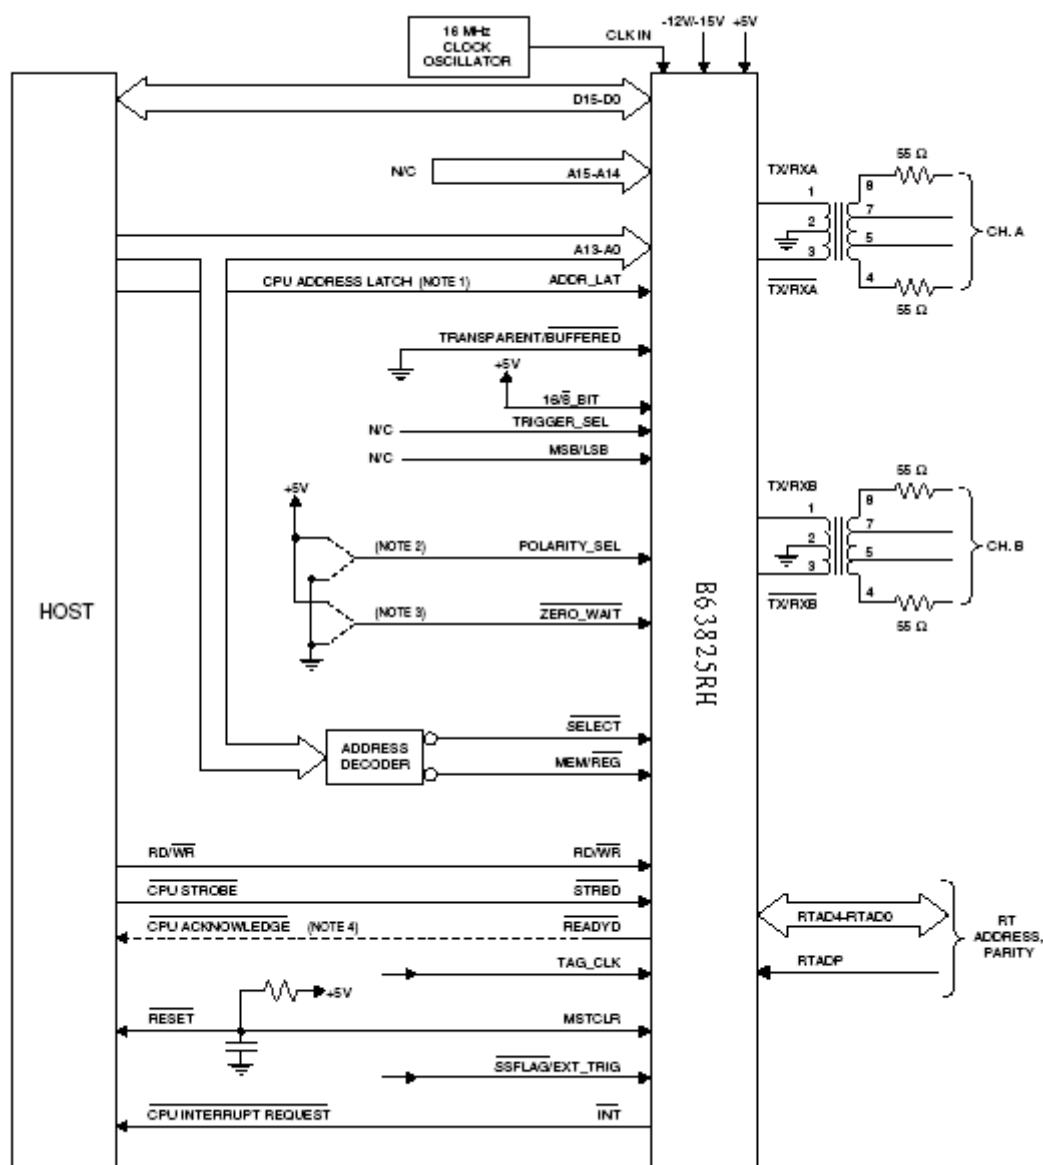 16 MHz
CLOCK
OSCILLATOR
CLK IN
-12V/-15V
+5V
D15-D0
N/C
A15-A14
A13-A0
CPU ADDRESS LATCH (NOTE 1)
ADDR_LAT
TRANSPARENT/BUFFERED
+5V
16/8_BIT
N/C
TRIGGER_SEL
N/C
MSB/LSB
+5V
(NOTE 2)
POLARITY_SEL
HOST
(NOTE 3)
ZERO_WAIT
B63825RH
ADDRESS
DECODER
SELECT
MEM/REG
RD/WR
RD/WR
CPU STROBE
STRBD
CPU ACKNOWLEDGE (NOTE 4)
READYD
TAG_CLK
+5V
RESET
MSTCLR
SSFLAG/EXT_TRIG
CPU INTERRUPT REQUEST
INT
TX/RXA
1
2
3
TX/RXA
8
7
5
4
55 Ω
55 Ω
CH. A
TX/RXB
1
2
3
TX/RXB
8
7
5
4
55 Ω
55 Ω
CH. B
RTAD4-RTAD0
RTADP
RT
ADDRESS,
PARITY